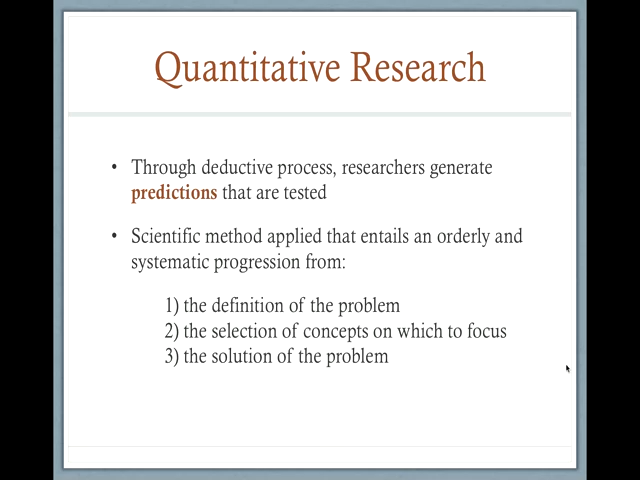 Quantitative Research
• Through deductive process, researchers generate
predictions that are tested
• Scientific method applied that entails an orderly and
systematic progression from:
1) the definition of the problem
2) the selection of concepts on which to focus
3) the solution of the problem